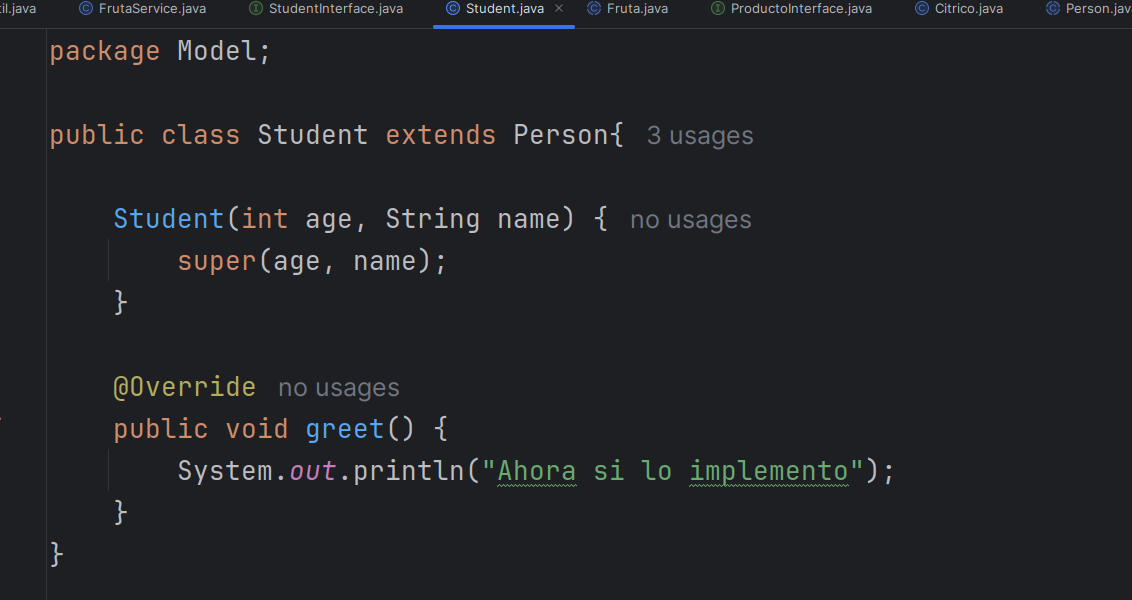 til.java FrutaService.java StudentInterface.java Student.java Fruta.java ProductoInterface.java Citrico.java Person.jav
package Model;
public class Student extends Person{ 3 usages
Student(int age, String name) { no usages
super(age, name);
}
@Override no usages
public void greet() {
System.out.println("Ahora si lo implemento");
}
}